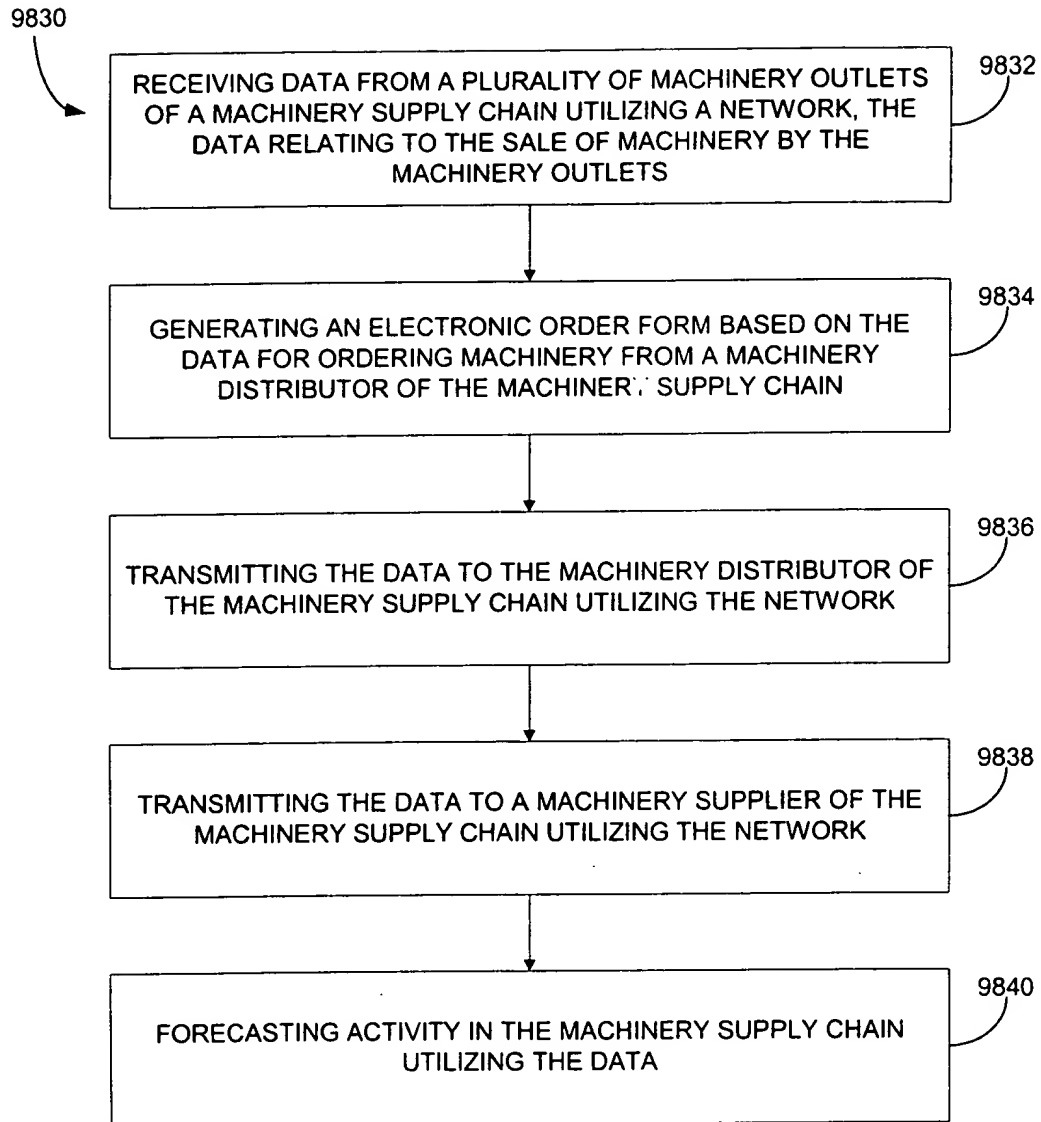 9830
RECEIVING DATA FROM A PLURALITY OF MACHINERY OUTLETS
OF A MACHINERY SUPPLY CHAIN UTILIZING A NETWORK, THE
DATA RELATING TO THE SALE OF MACHINERY BY THE
MACHINERY OUTLETS
9832
GENERATING AN ELECTRONIC ORDER FORM BASED ON THE
DATA FOR ORDERING MACHINERY FROM A MACHINERY
DISTRIBUTOR OF THE MACHINERY SUPPLY CHAIN
9834
TRANSMITTING THE DATA TO THE MACHINERY DISTRIBUTOR OF
THE MACHINERY SUPPLY CHAIN UTILIZING THE NETWORK
9836
TRANSMITTING THE DATA TO A MACHINERY SUPPLIER OF THE
MACHINERY SUPPLY CHAIN UTILIZING THE NETWORK
9838
FORECASTING ACTIVITY IN THE MACHINERY SUPPLY CHAIN
UTILIZING THE DATA
9840